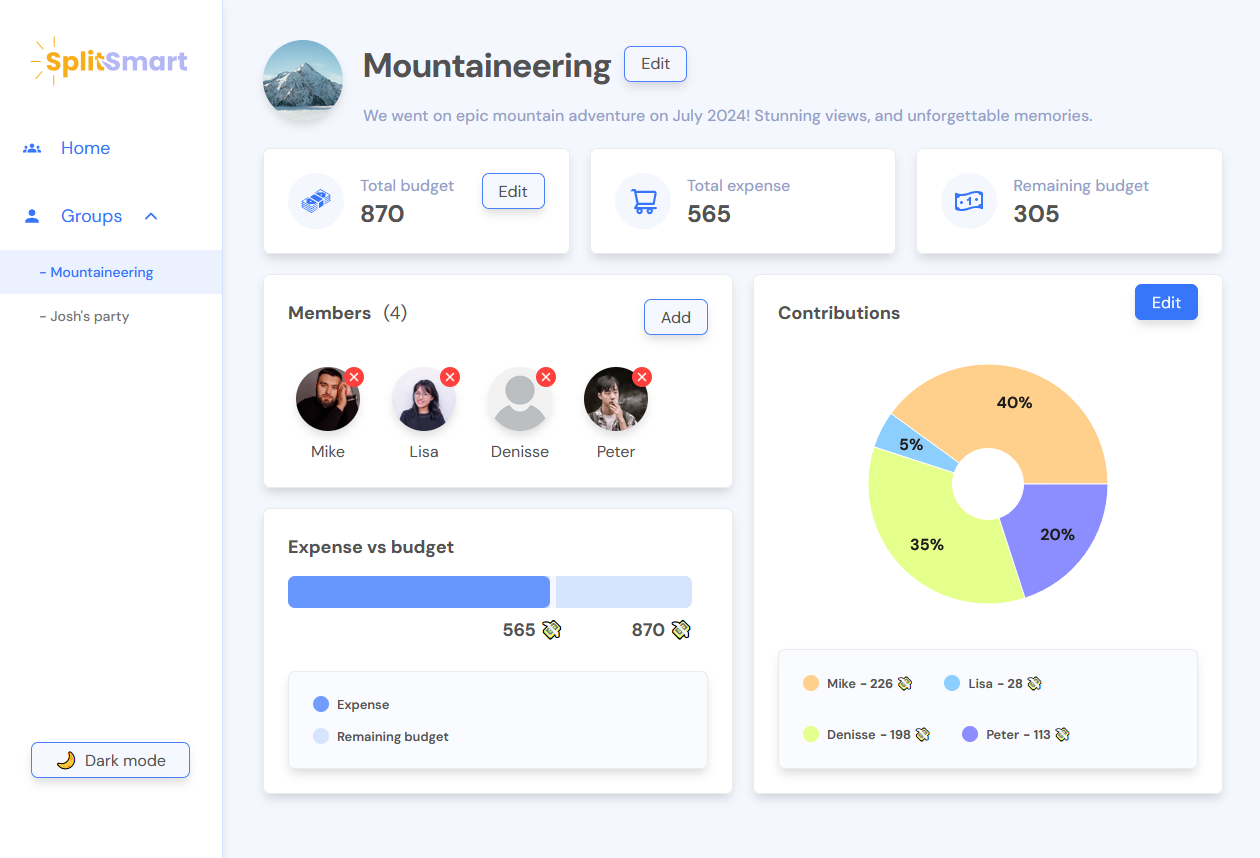 SplitSmart
Home
Groups
- Mountaineering
- Josh's party
Dark mode
Mountaineering
Edit
We went on epic mountain adventure on July 2024! Stunning views, and unforgettable memories.
Total budget
870
Edit
Total expense
565
Remaining budget
1
305
Members (4)
Add
Mike
Lisa
Denisse
Peter
Expense vs budget
565
870
Expense
Remaining budget
Contributions
Edit
40%
5%
35%
20%
Mike - 226
Lisa - 28
Denisse - 198
Peter - 113